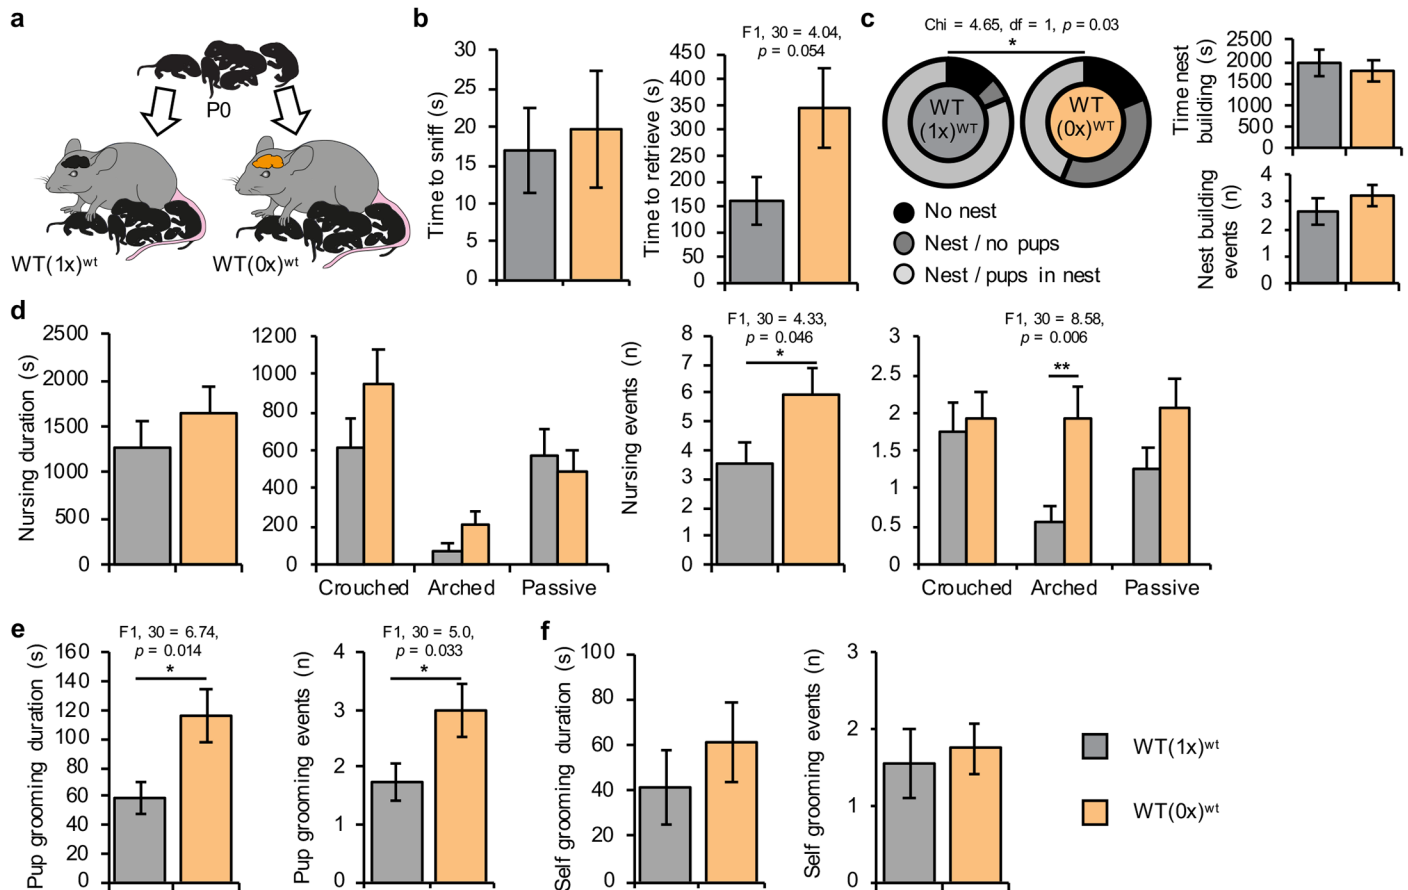 a
P0
WT(1x)wt
WT(0x)wt
b
Time to sniff (s)
30
25
20
15
10
5
0
F1, 30 = 4.04,
p = 0.054
Time to retrieve (s)
450
400
350
300
250
200
150
100
50
0
c
Chi = 4.65, df = 1, p = 0.03
*
WT
(1x)WT
WT
(0x)WT
No nest
Nest / no pups
Nest / pups in nest
Time nest
building (s)
2500
2000
1500
1000
500
0
Nest building
events (n)
4
3
2
1
0
d
Nursing duration (s)
2500
2000
1500
1000
500
0
1200
1000
800
600
400
200
0
Crouched
Arched
Passive
Nursing events (n)
F1, 30 = 4.33,
p = 0.046
*
8
7
6
5
4
3
2
1
0
F1, 30 = 8.58,
p = 0.006
**
3
2.5
2
1.5
1
0.5
0
Crouched
Arched
Passive
e
F1, 30 = 6.74,
p = 0.014
*
Pup grooming duration (s)
160
140
120
100
80
60
40
20
0
F1, 30 = 5.0,
p = 0.033
*
Pup grooming events (n)
4
3
2
1
0
f
Self grooming duration (s)
100
80
60
40
20
0
Self grooming events (n)
3
2
1
0
WT(1x)wt
WT(0x)wt